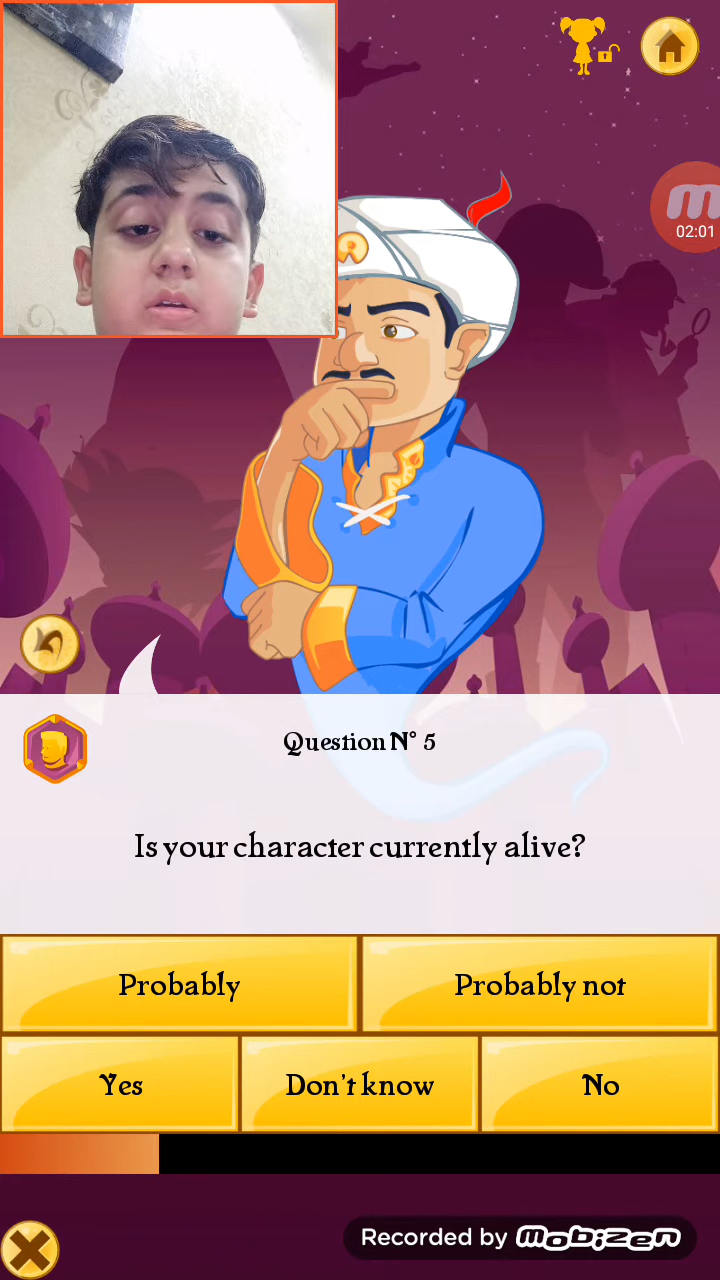 02:01
Question N° 5
Is your character currently alive?
Probably
Probably not
Yes
Don't know
No
Recorded by mobizen